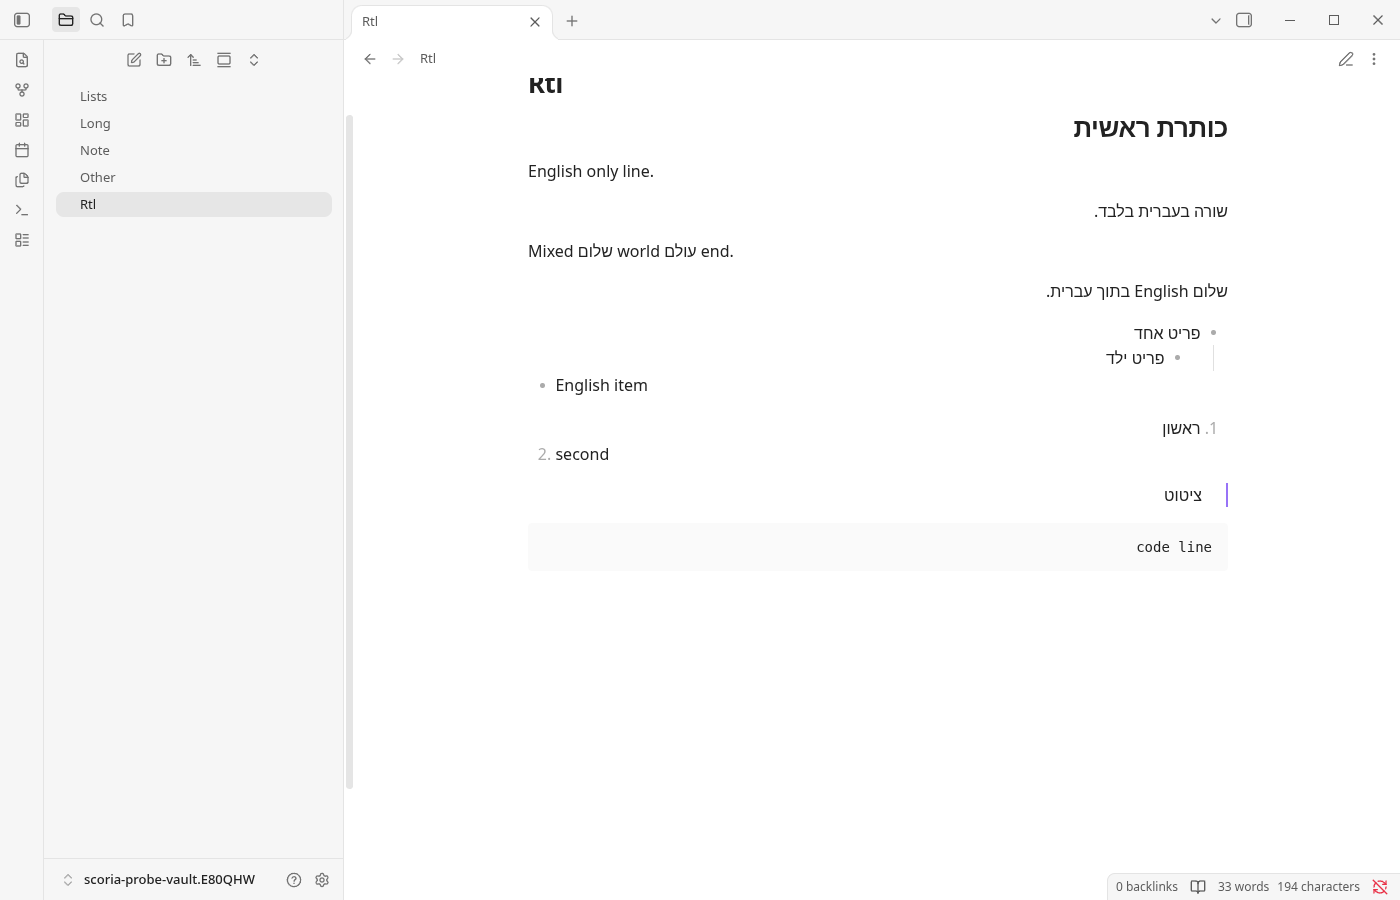 Rtl
Rtl
Lists
Long
Note
Other
Rtl
Rtl
כותרת ראשית
English only line.
שורה בעברית בלבד.
Mixed שלום world עולם end.
שלום English בתוך עברית.
פריט אחד
פריט ילד
English item
1. ראשון
2. second
ציטוט
code line
scoria-probe-vault.E80QHW
0 backlinks 33 words 194 characters